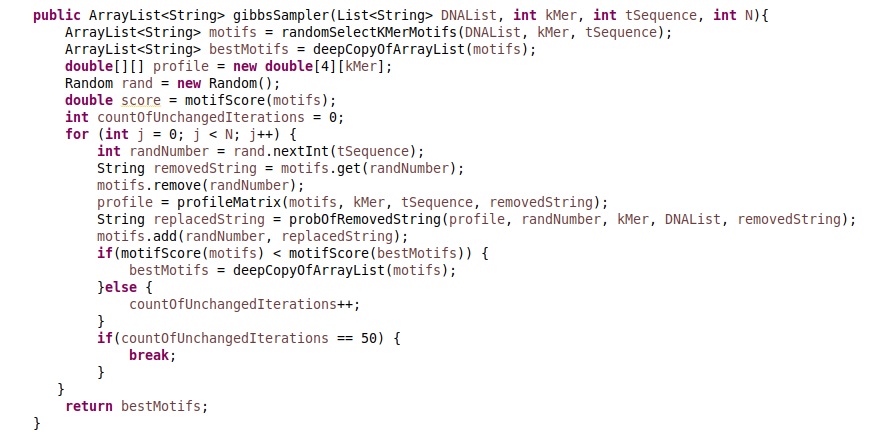 public ArrayList<String> gibbsSampler(List<String> DNAList, int kMer, int tSequence, int N){
    ArrayList<String> motifs = randomSelectKMerMotifs(DNAList, kMer, tSequence);
    ArrayList<String> bestMotifs = deepCopyOfArrayList(motifs);
    double[][] profile = new double[4][kMer];
    Random rand = new Random();
    double score = motifScore(motifs);
    int countOfUnchangedIterations = 0;
    for (int j = 0; j < N; j++) {
        int randNumber = rand.nextInt(tSequence);
        String removedString = motifs.get(randNumber);
        motifs.remove(randNumber);
        profile = profileMatrix(motifs, kMer, tSequence, removedString);
        String replacedString = probOfRemovedString(profile, randNumber, kMer, DNAList, removedString);
        motifs.add(randNumber, replacedString);
        if(motifScore(motifs) < motifScore(bestMotifs)) {
            bestMotifs = deepCopyOfArrayList(motifs);
        }else {
            countOfUnchangedIterations++;
        }
        if(countOfUnchangedIterations == 50) {
            break;
        }
   }
    return bestMotifs;
}